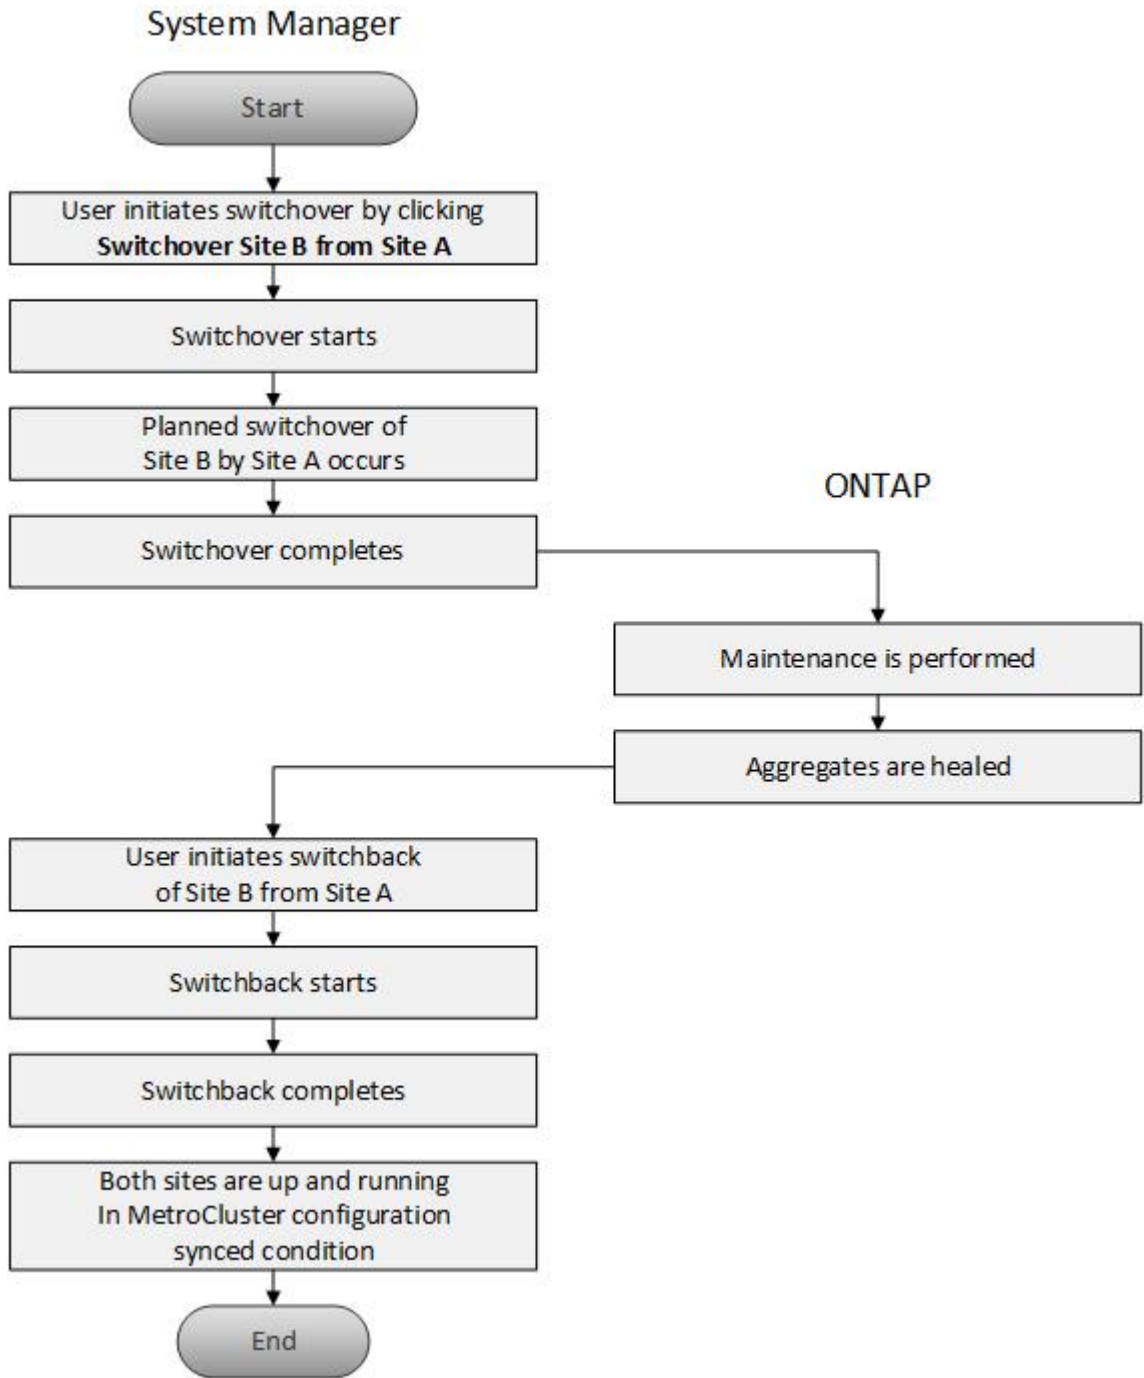 System Manager
Start
User initiates switchover by clicking
Switchover Site B from Site A
Switchover starts
Planned switchover of
Site B by Site A occurs
ONTAP
Switchover completes
Maintenance is performed
Aggregates are healed
User initiates switchback
of Site B from Site A
Switchback starts
Switchback completes
Both sites are up and running
In MetroCluster configuration
synced condition
End